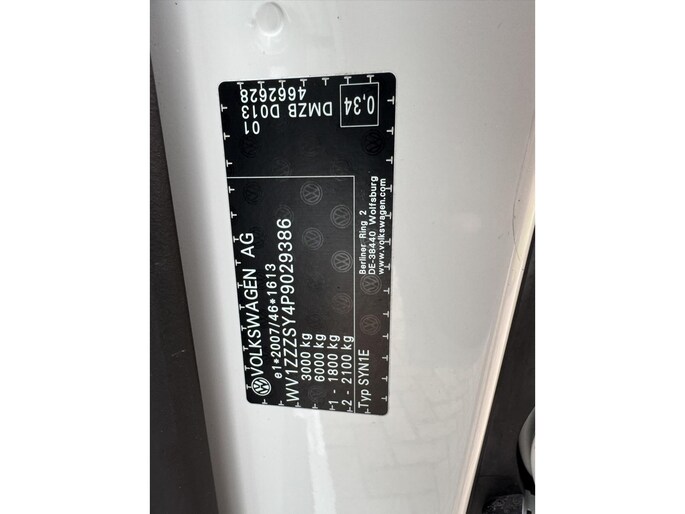 VOLKSWAGEN AG
e1*2007/46*1613
WV1ZZZSY4P9029386
3000 kg
6000 kg
1 - 1800 kg
2 - 2100 kg
Typ SYN1E
Berliner Ring 2
DE-38440 Wolfsburg
www.volkswagen.com
01
4662628
DMZB D013
0,34